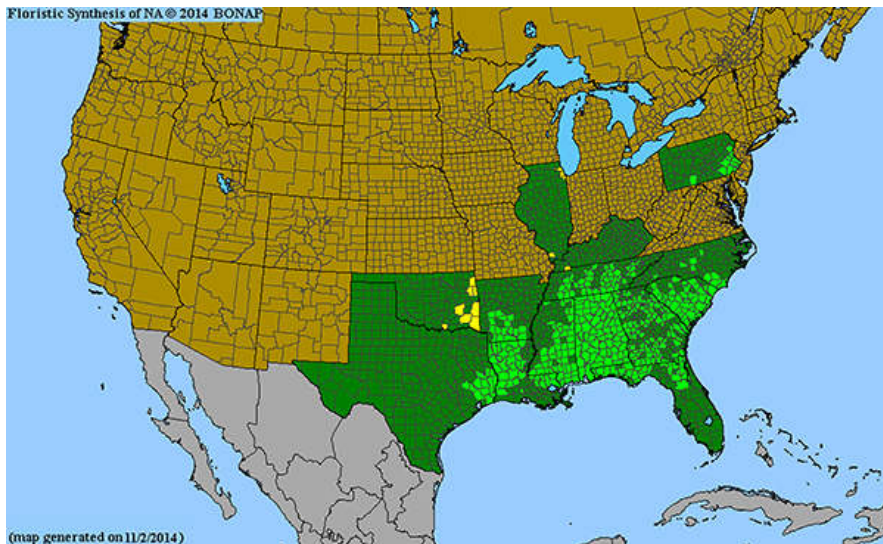 Floristic Synthesis of NA © 2014 BONAP
(map generated on 11/2/2014)